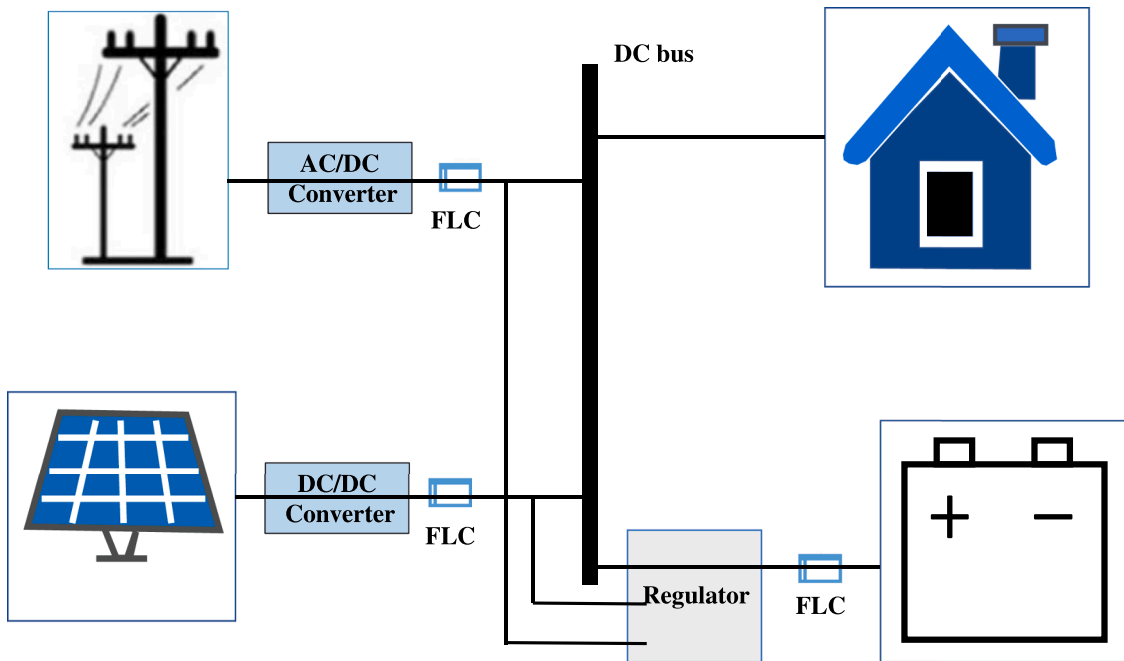 DC bus
AC/DC
Converter
FLC
DC/DC
Converter
FLC
Regulator
FLC